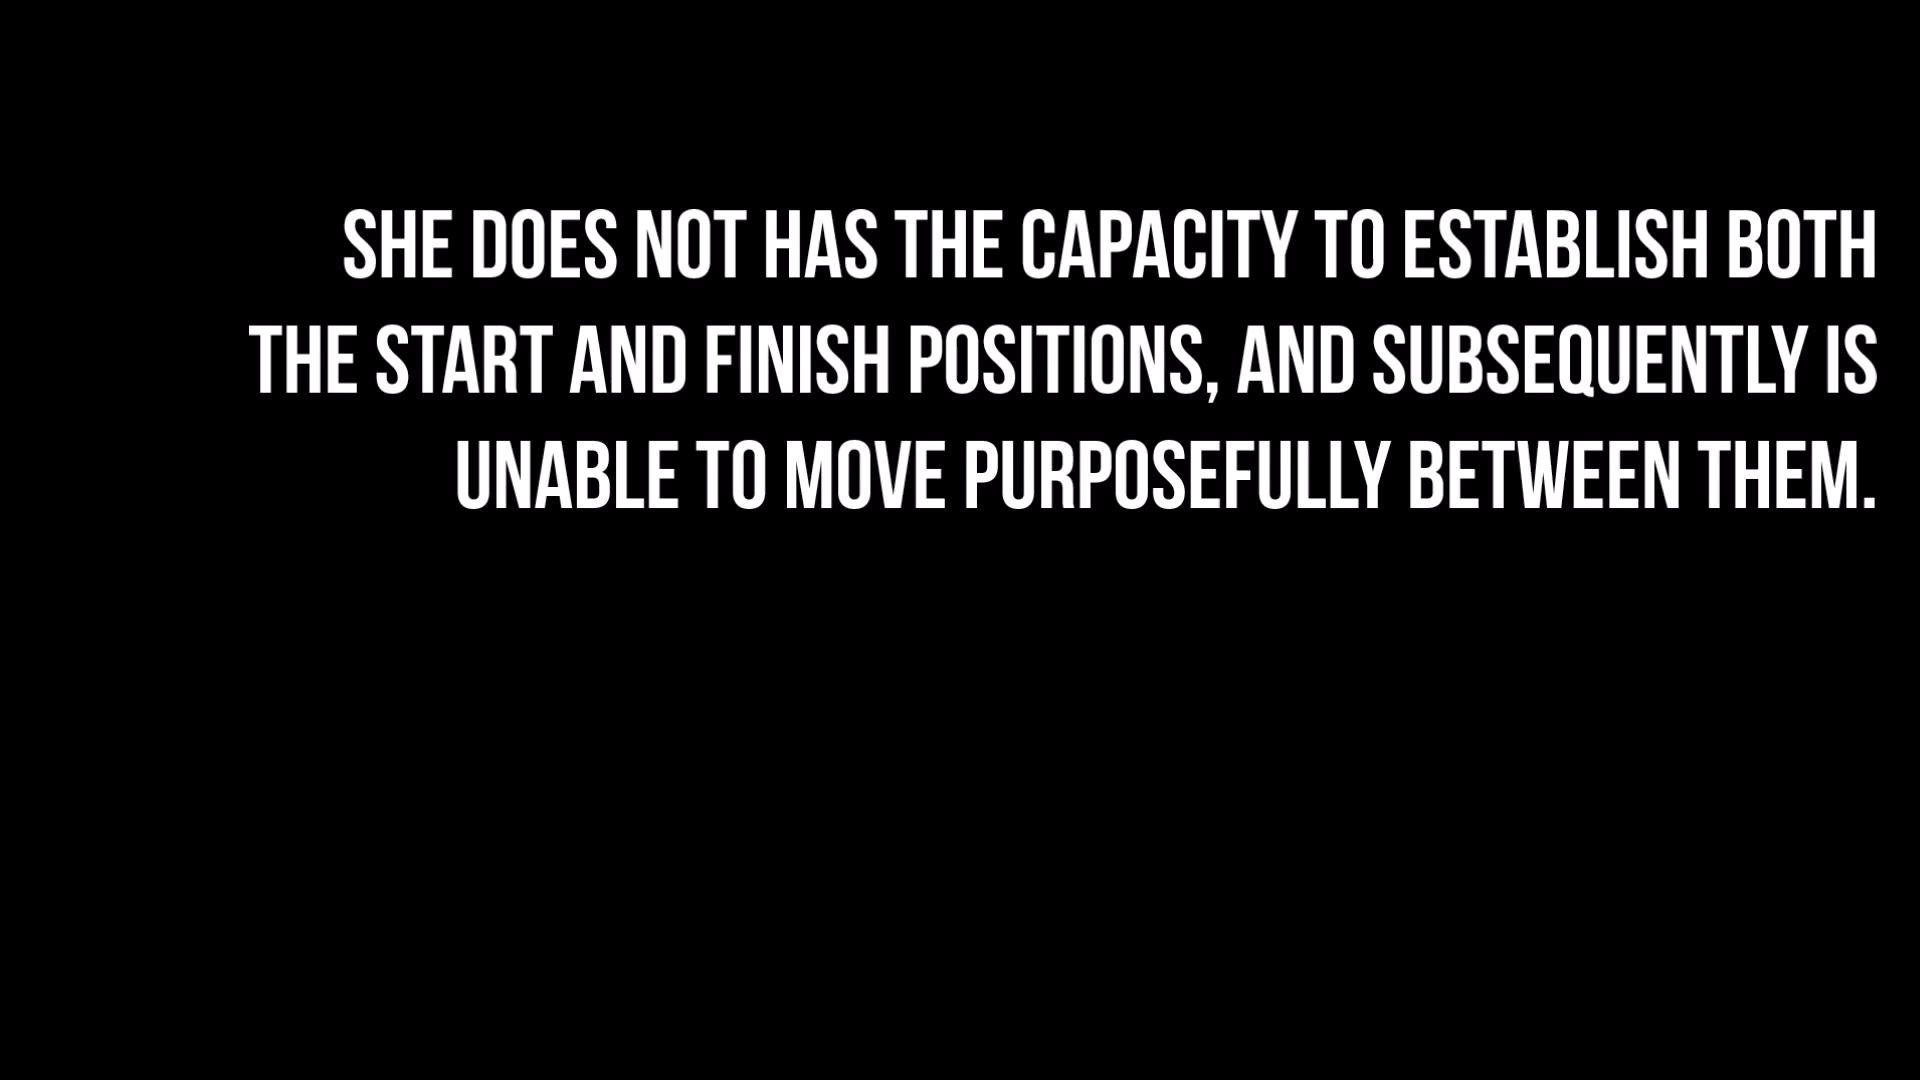 SHE DOES NOT HAS THE CAPACITY TO ESTABLISH BOTH
THE START AND FINISH POSITIONS, AND SUBSEQUENTLY IS
UNABLE TO MOVE PURPOSEFULLY BETWEEN THEM.